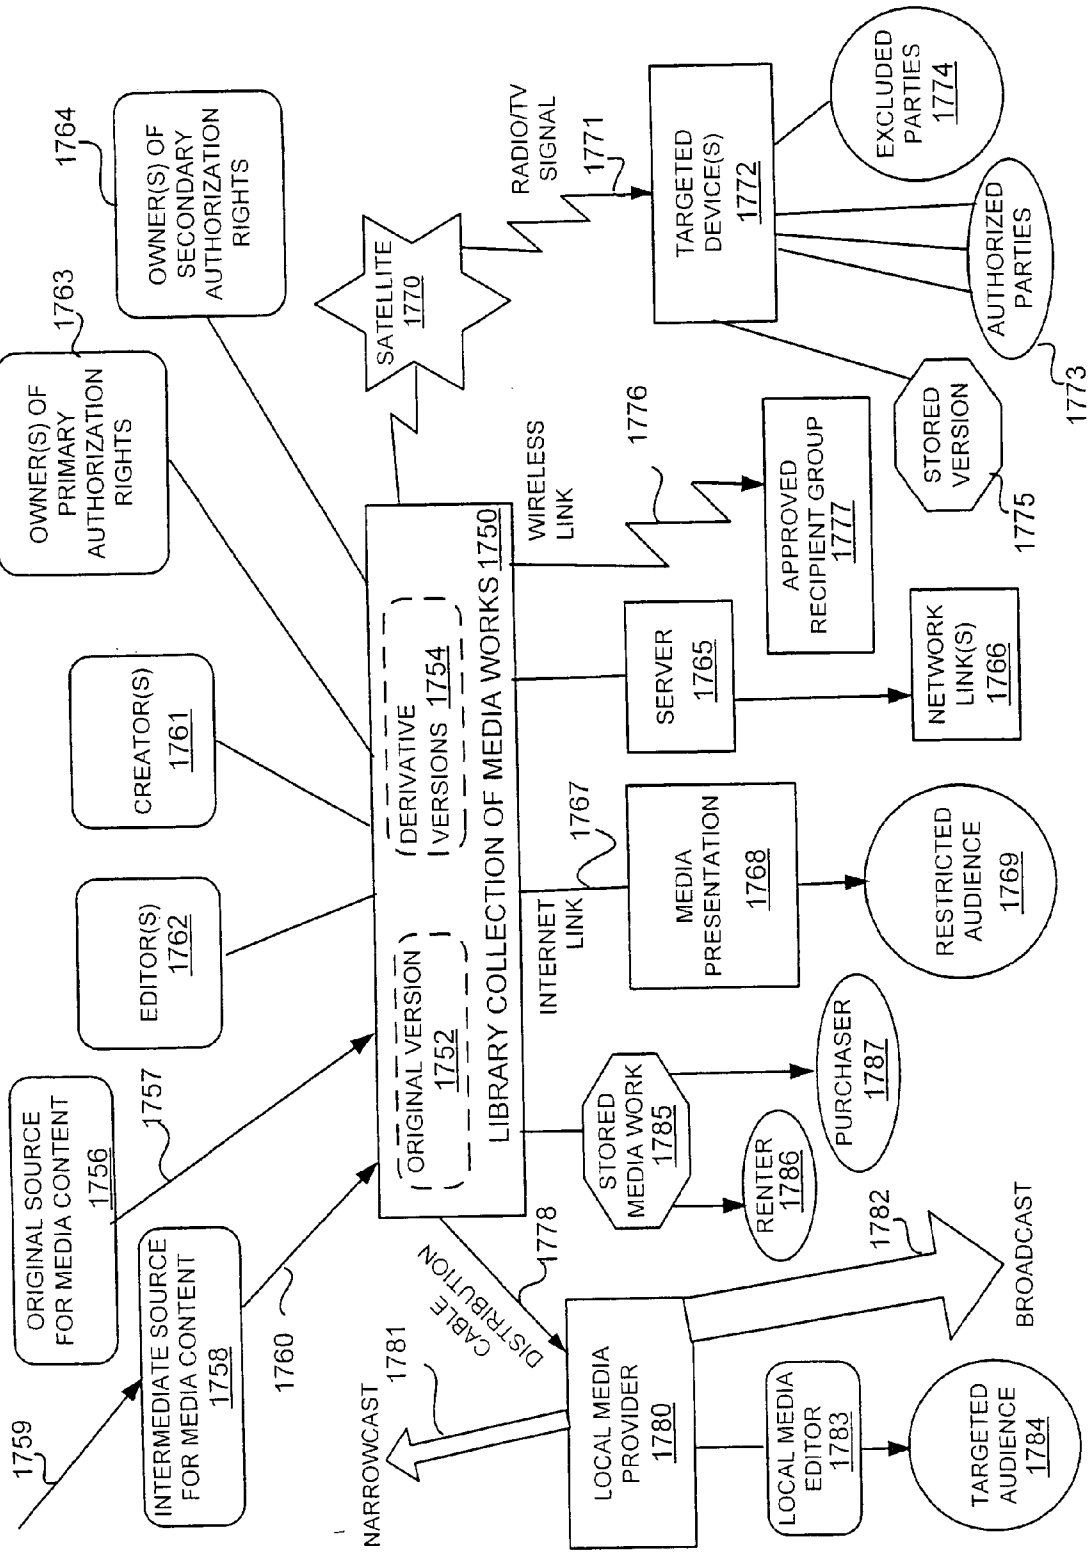 1759
ORIGINAL SOURCE
FOR MEDIA CONTENT
1756
1757
INTERMEDIATE SOURCE
FOR MEDIA CONTENT
1758
1760
EDITOR(S)
1762
CREATOR(S)
1761
OWNER(S) OF
PRIMARY
AUTHORIZATION
RIGHTS
1763
OWNER(S) OF
SECONDARY
AUTHORIZATION
RIGHTS
1764
ORIGINAL VERSION
1752
DERIVATIVE
VERSIONS 1754
LIBRARY COLLECTION OF MEDIA WORKS 1750
SATELLITE
1770
RADIO/TV
SIGNAL
1771
TARGETED
DEVICE(S)
1772
EXCLUDED
PARTIES
1774
AUTHORIZED
PARTIES
1773
STORED
VERSION
1775
WIRELESS
LINK
1776
APPROVED
RECIPIENT GROUP
1777
SERVER
1765
NETWORK
LINK(S)
1766
INTERNET
LINK
1767
MEDIA
PRESENTATION
1768
RESTRICTED
AUDIENCE
1769
STORED
MEDIA WORK
1785
RENTER
1786
PURCHASER
1787
CABLE
DISTRIBUTION
1778
NARROWCAST
1781
LOCAL MEDIA
PROVIDER
1780
1782
BROADCAST
LOCAL MEDIA
EDITOR
1783
TARGETED
AUDIENCE
1784